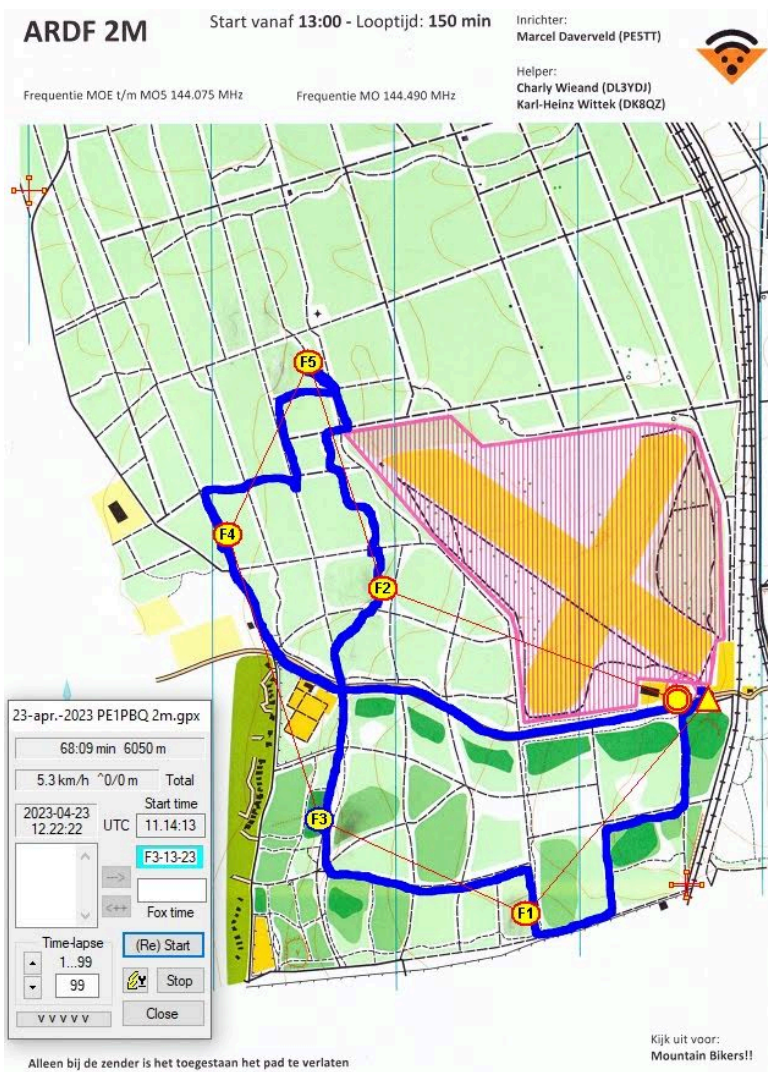 ARDF 2M
Start vanaf 13:00 - Looptijd: 150 min
Inrichter:
Marcel Daverveld (PE5TT)
Helper:
Charly Wieand (DL3YDJ)
Karl-Heinz Wittek (DK8QZ)
Frequentie MOE t/m MO5 144.075 MHz
Frequentie MO 144.490 MHz
F5
F4
F2
F3
F1
23-apr.-2023 PE1PBQ 2m.gpx
68:09 min 6050 m
5.3 km/h ^0/0 m Total
2023-04-23
12.22:22
UTC
Start time
11.14:13
F3-13-23
-->
<-->
Fox time
Time-lapse
1...99
99
(Re) Start
Stop
Close
v v v v v
Kijk uit voor:
Mountain Bikers!!
Alleen bij de zender is het toegestaan het pad te verlaten